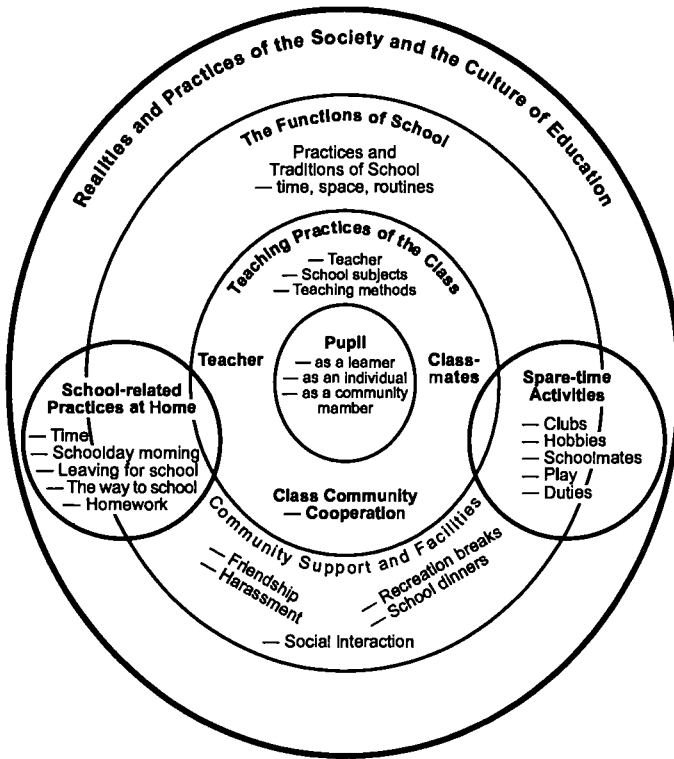 Realities and Practices of the Society and the Culture of Education
The Functions of School
Practices and
Traditions of School
— time, space, routines
Teaching Practices of the Class
— Teacher
— School subjects
— Teaching methods
Pupil
— as a learner
— as an individual
— as a community
mamber
Teacher
Class-
mates
School-related
Practices at Home
— Time
— Schoolday morning
— Leaving for school
— The way to school
— Homework
Spare-time
Activities
— Clubs
— Hobbies
— Schoolmates
— Play
— Duties
Class Community
— Cooperation
Community Support and Facilities
— Friendship
— Harassment
— Recreation breaks
— School dinners
— Social Interaction